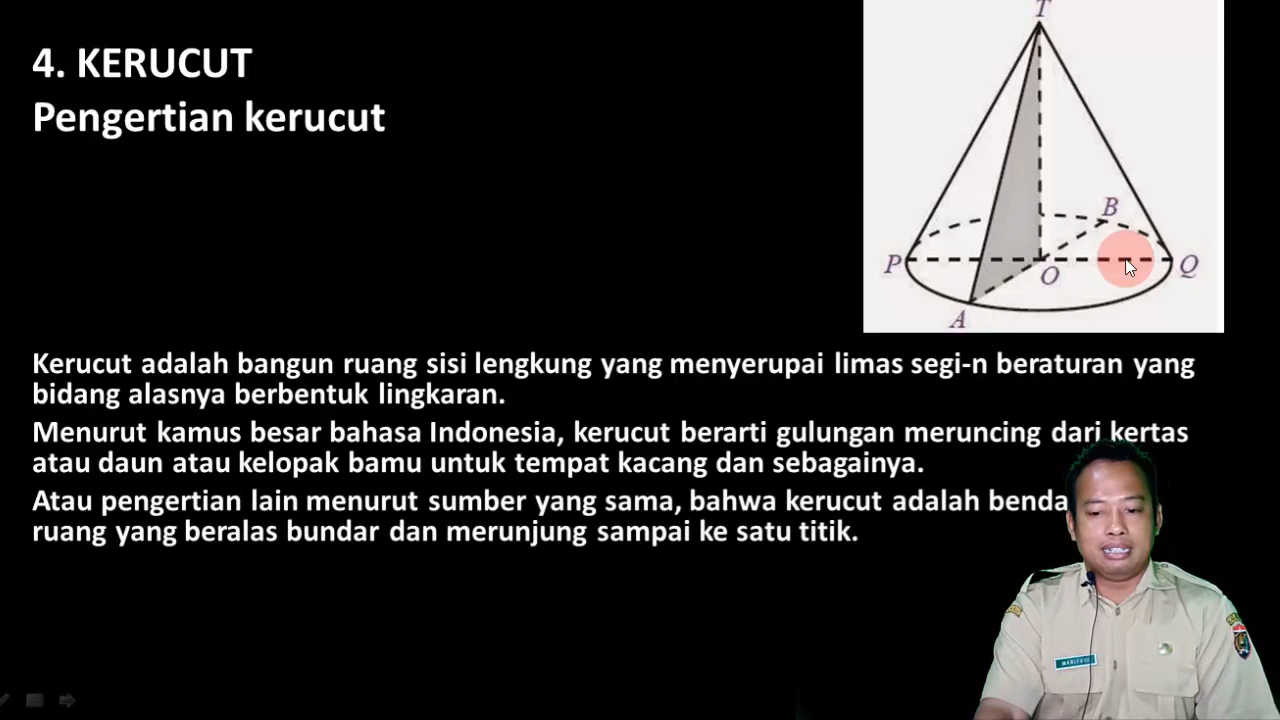 4. KERUCUT
Pengertian kerucut
T
B
P
O
Q
A
Kerucut adalah bangun ruang sisi lengkung yang menyerupai limas segi-n beraturan yang
bidang alasnya berbentuk lingkaran.
Menurut kamus besar bahasa Indonesia, kerucut berarti gulungan meruncing dari kertas
atau daun atau kelopak bamu untuk tempat kacang dan sebagainya.
Atau pengertian lain menurut sumber yang sama, bahwa kerucut adalah benda
ruang yang beralas bundar dan merunjung sampai ke satu titik.